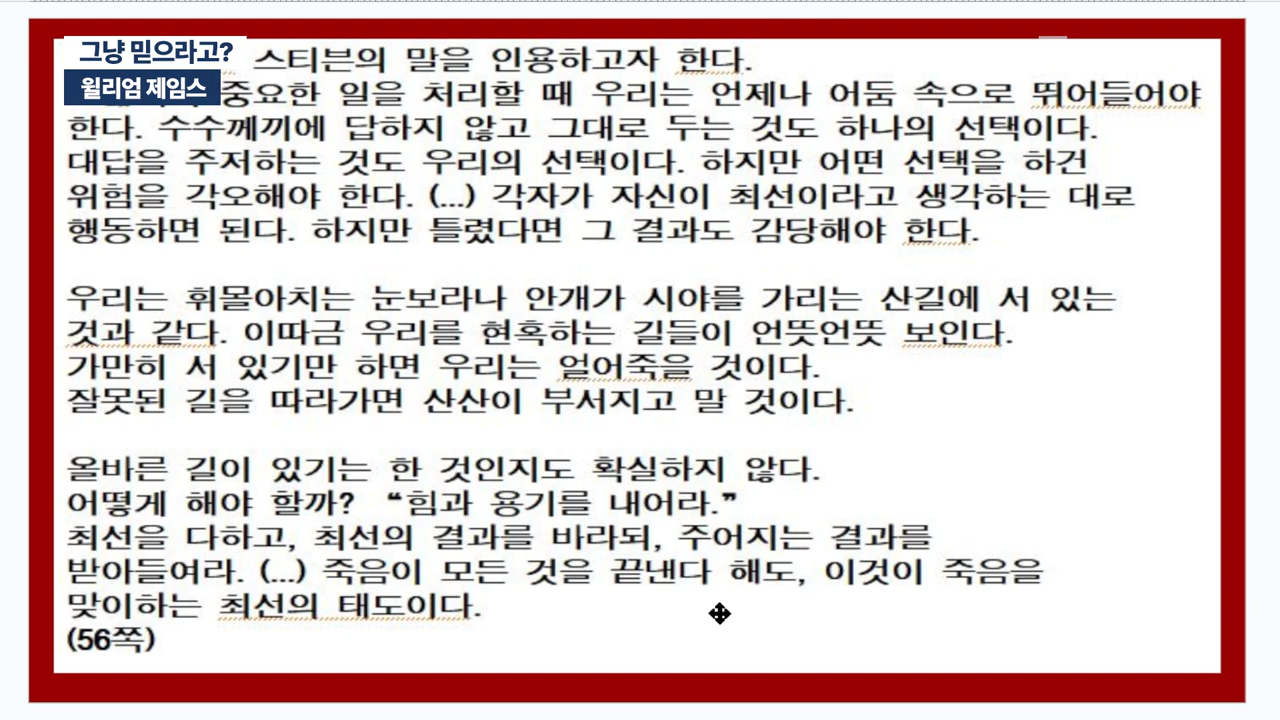 그냥 믿으라고?
윌리엄 제임스
스티븐의 말을 인용하고자 한다.
중요한 일을 처리할 때 우리는 언제나 어둠 속으로 뛰어들어야
한다. 수수께끼에 답하지 않고 그대로 두는 것도 하나의 선택이다.
대답을 주저하는 것도 우리의 선택이다. 하지만 어떤 선택을 하건
위험을 각오해야 한다. (...) 각자가 자신이 최선이라고 생각하는 대로
행동하면 된다. 하지만 틀렸다면 그 결과도 감당해야 한다.
우리는 휘몰아치는 눈보라나 안개가 시야를 가리는 산길에 서 있는
것과 같다. 이따금 우리를 현혹하는 길들이 언뜻언뜻 보인다.
가만히 서 있기만 하면 우리는 얼어죽을 것이다.
잘못된 길을 따라가면 산산이 부서지고 말 것이다.
올바른 길이 있기는 한 것인지도 확실하지 않다.
어떻게 해야 할까? “힘과 용기를 내어라.”
최선을 다하고, 최선의 결과를 바라되, 주어지는 결과를
받아들여라. (...) 죽음이 모든 것을 끝낸다 해도, 이것이 죽음을
맞이하는 최선의 태도이다.
(56쪽)